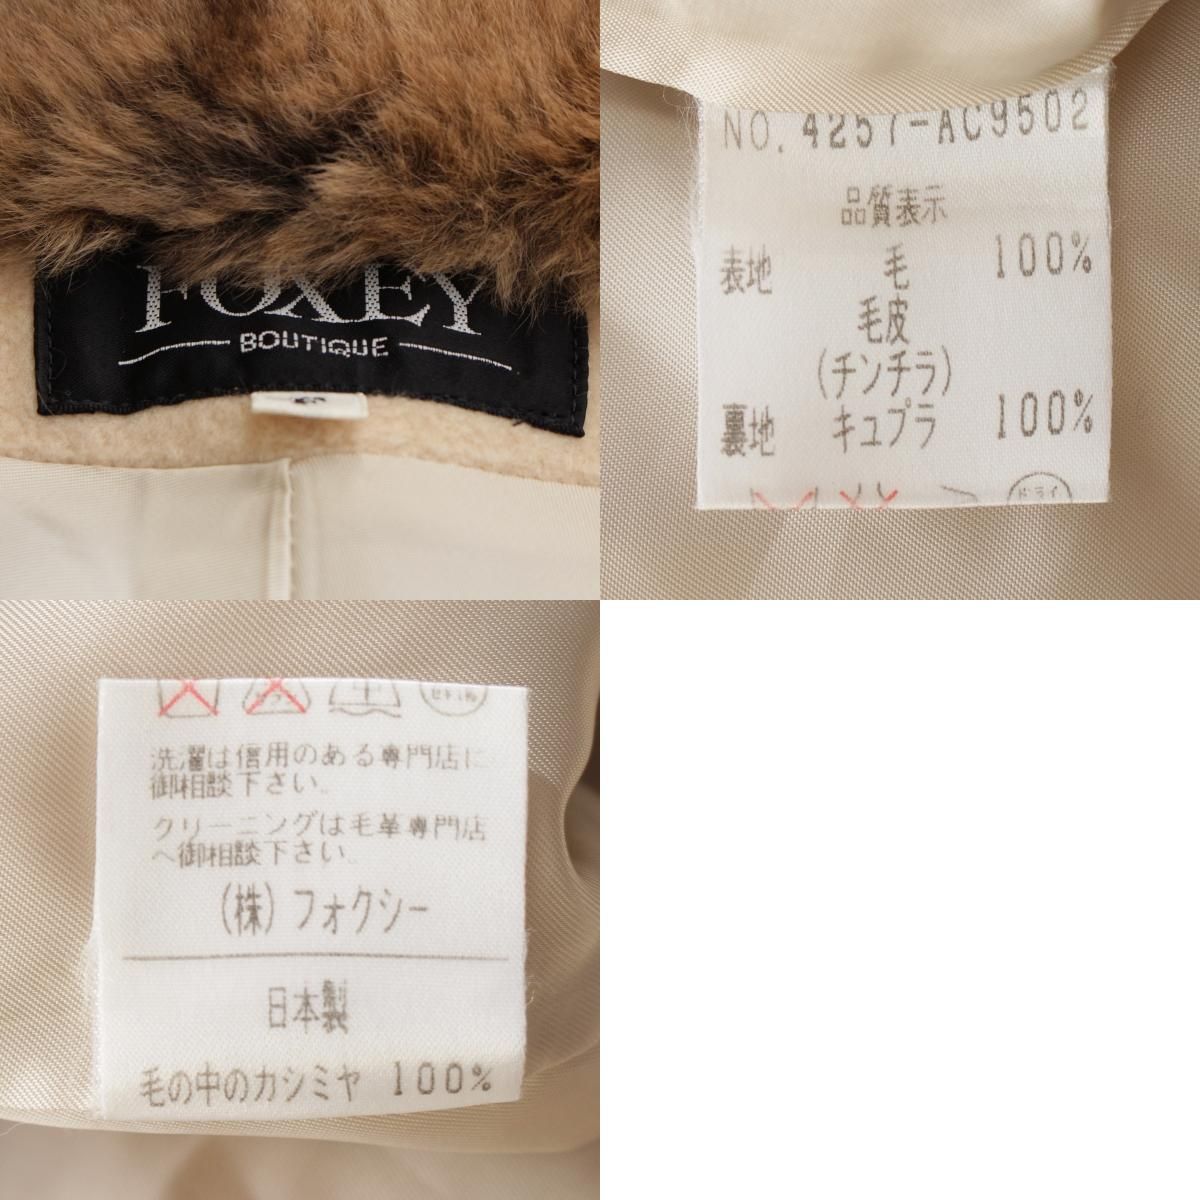 FOXEY
BOUTIQUE
NO. 4257-AC9502
品質表示
表地 毛 100%
毛皮
(チンチラ)
裏地 キュプラ 100%
ドライ
洗濯は信用のある専門店に
御相談下さい。
クリーニングは毛革専門店
へ御相談下さい。
(株)フォクシー
日本製
毛の中のカシミヤ 100%